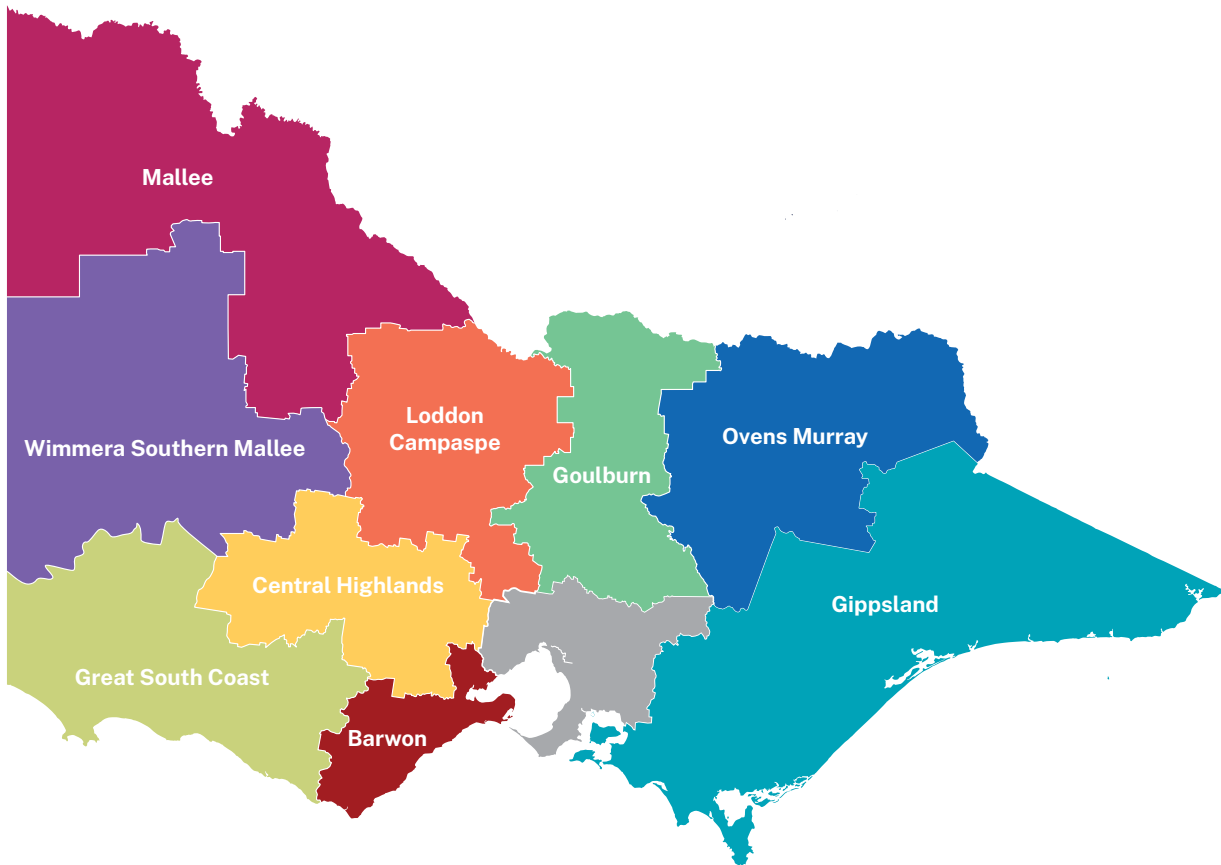 Mallee
Loddon
Campaspe
Wimmera Southern Mallee
Ovens Murray
Goulburn
Central Highlands
Gippsland
Great South Coast
Barwon